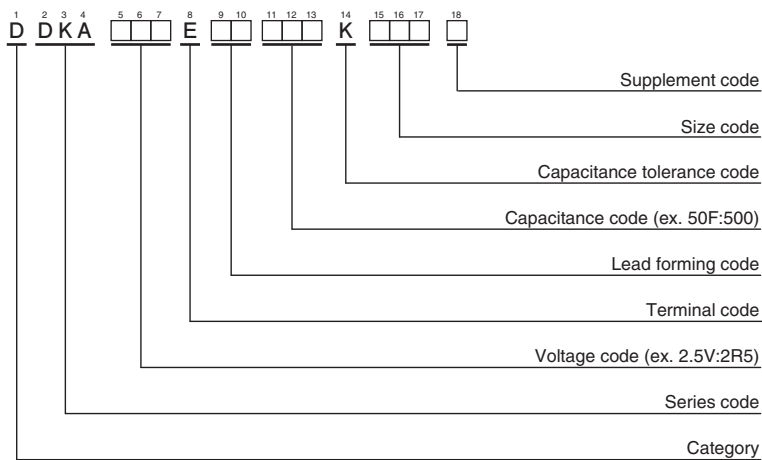 1 2 3 4 5 6 7 8 9 10 11 12 13 14 15 16 17 18
D DKA E K
Supplement code
Size code
Capacitance tolerance code
Capacitance code (ex. 50F:500)
Lead forming code
Terminal code
Voltage code (ex. 2.5V:2R5)
Series code
Category